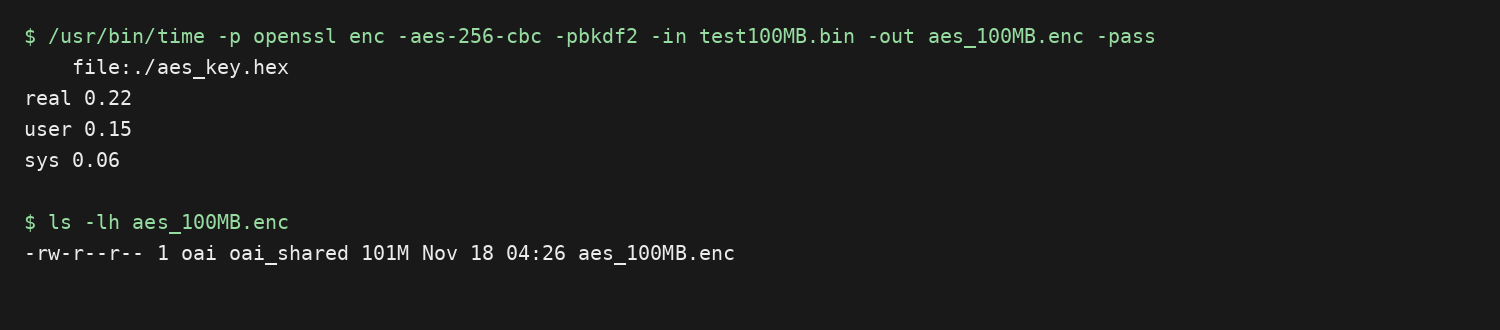 $ /usr/bin/time -p openssl enc -aes-256-cbc -pbkdf2 -in test100MB.bin -out aes_100MB.enc -pass
    file:./aes_key.hex
real 0.22
user 0.15
sys 0.06

$ ls -lh aes_100MB.enc
-rw-r--r-- 1 oai oai_shared 101M Nov 18 04:26 aes_100MB.enc